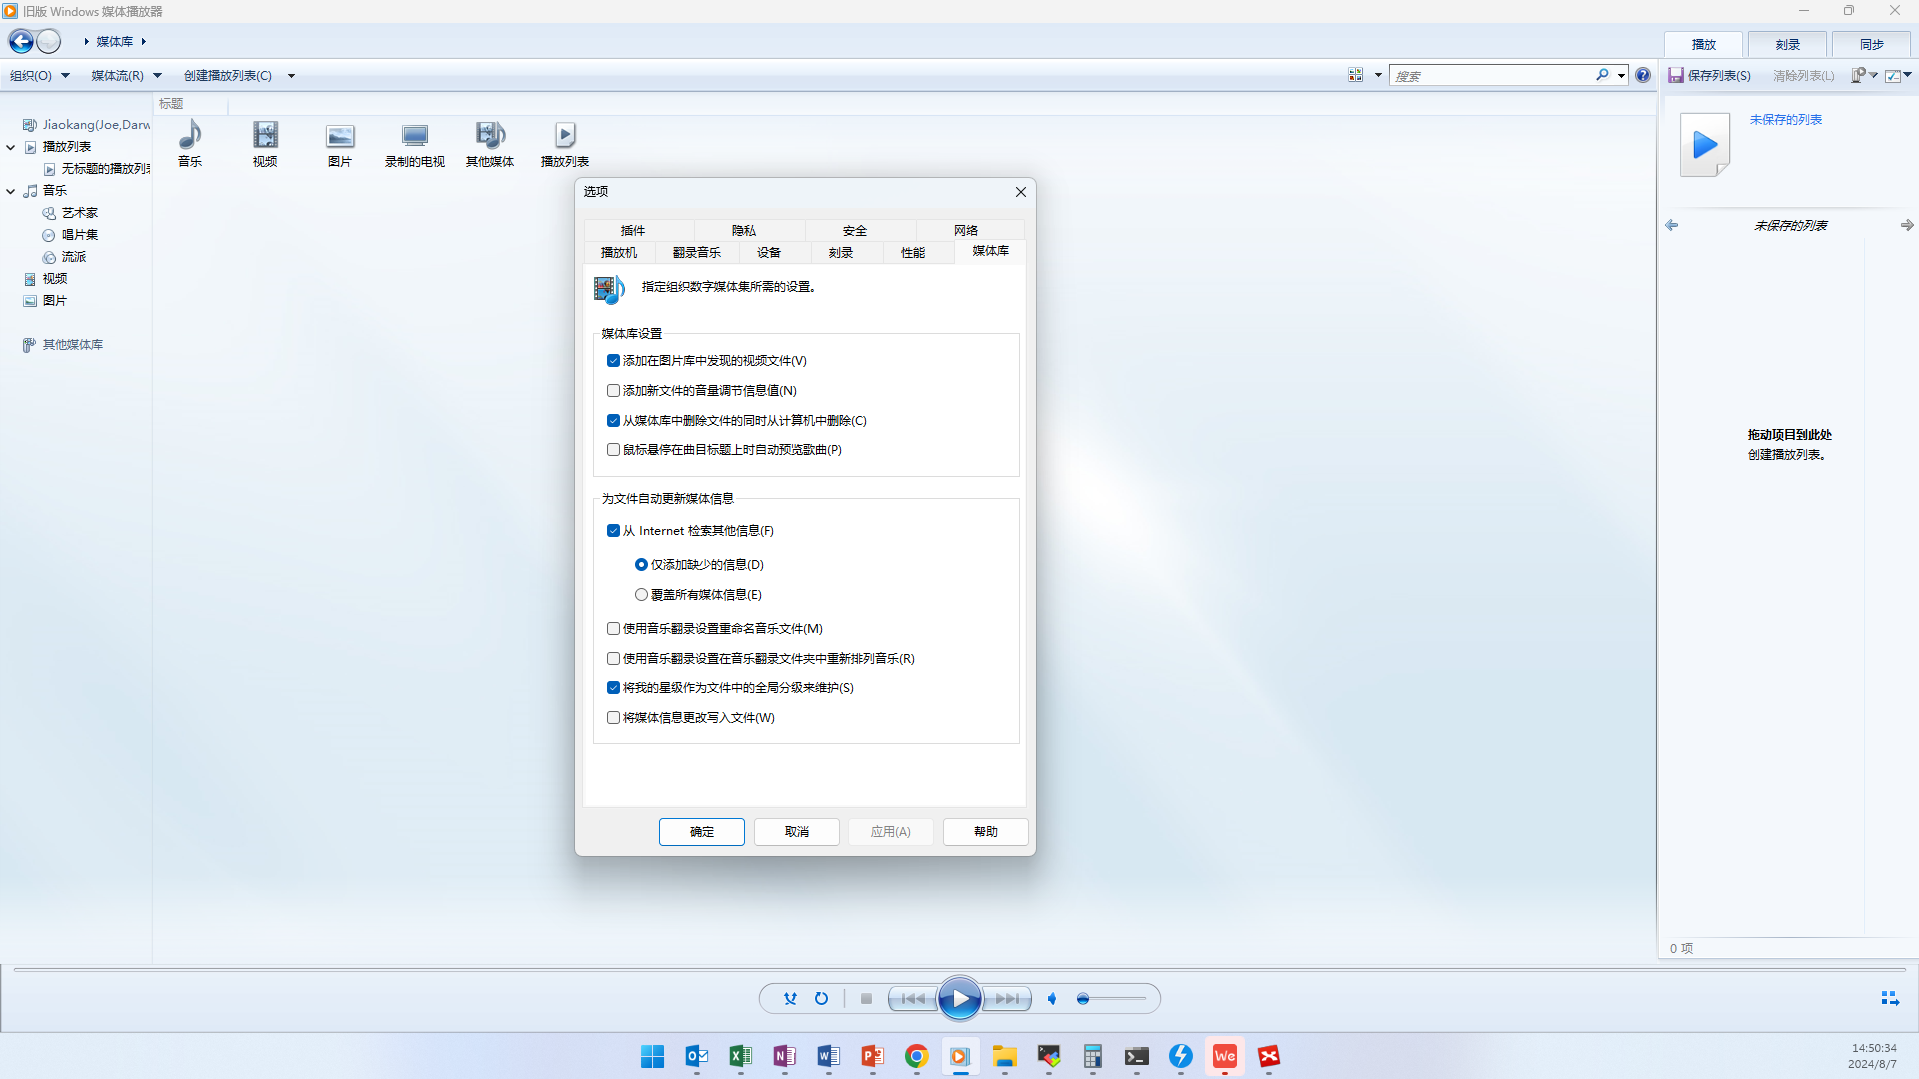 旧版 Windows 媒体播放器
媒体库
播放
刻录
同步
组织(O)
媒体流(R)
创建播放列表(C)
搜索
保存列表(S)
清除列表(L)
标题
Jiaokang(Joe,Darw
播放列表
无标题的播放列
音乐
艺术家
唱片集
流派
视频
图片
其他媒体库
音乐
视频
图片
录制的电视
其他媒体
播放列表
未保存的列表
未保存的列表
拖动项目到此处
创建播放列表。
0 项
选项
插件
隐私
安全
网络
播放机
翻录音乐
设备
刻录
性能
媒体库
指定组织数字媒体集所需的设置。
媒体库设置
添加在图片库中发现的视频文件(V)
添加新文件的音量调节信息值(N)
从媒体库中删除文件的同时从计算机中删除(C)
鼠标悬停在曲目标题上时自动预览歌曲(P)
为文件自动更新媒体信息
从 Internet 检索其他信息(F)
仅添加缺少的信息(D)
覆盖所有媒体信息(E)
使用音乐翻录设置重命名音乐文件(M)
使用音乐翻录设置在音乐翻录文件夹中重新排列音乐(R)
将我的星级作为文件中的全局分级来维护(S)
将媒体信息更改写入文件(W)
确定
取消
应用(A)
帮助
We
14:50:34
2024/8/7